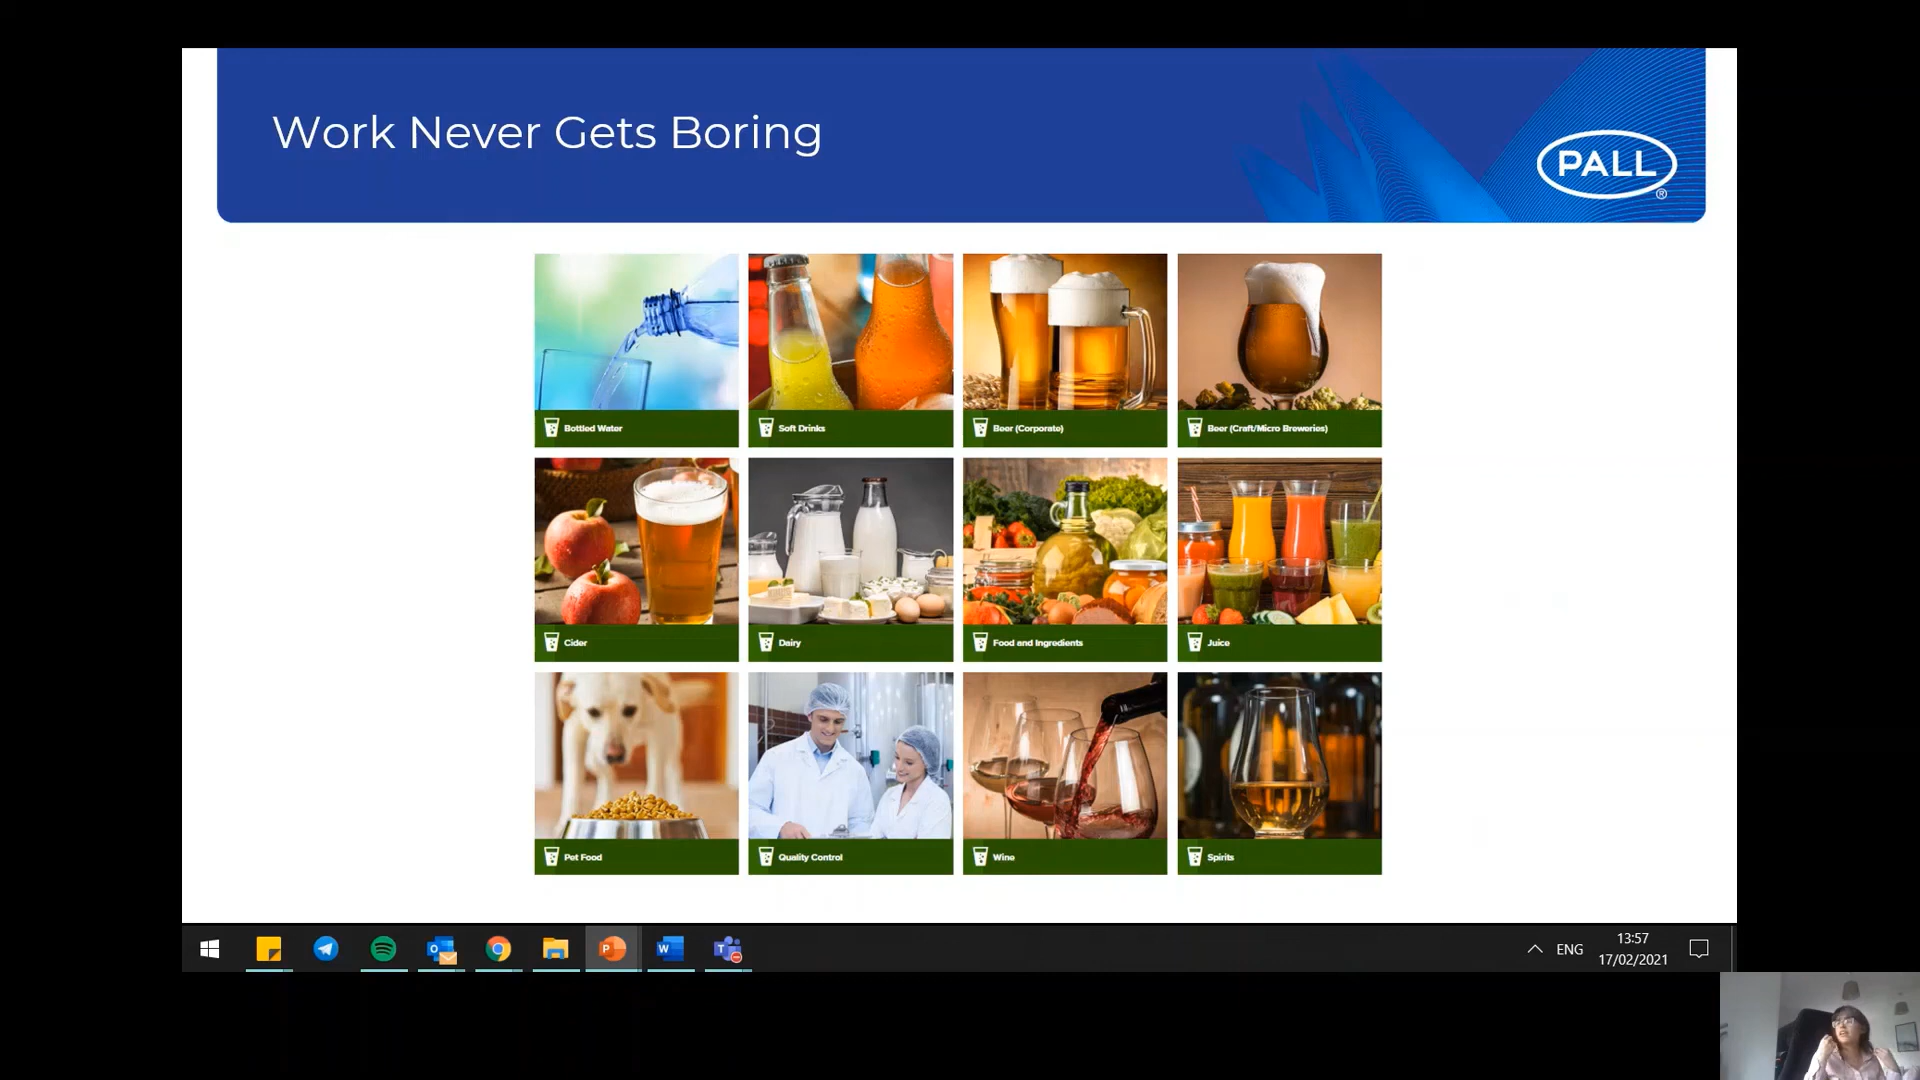 Work Never Gets Boring
PALL
®
Bottled Water
Soft Drinks
Beer (Corporate)
Beer (Craft/Micro Breweries)
Cider
Dairy
Food and Ingredients
Juice
Pet Food
Quality Control
Wine
Spirits
ENG
13:57
17/02/2021